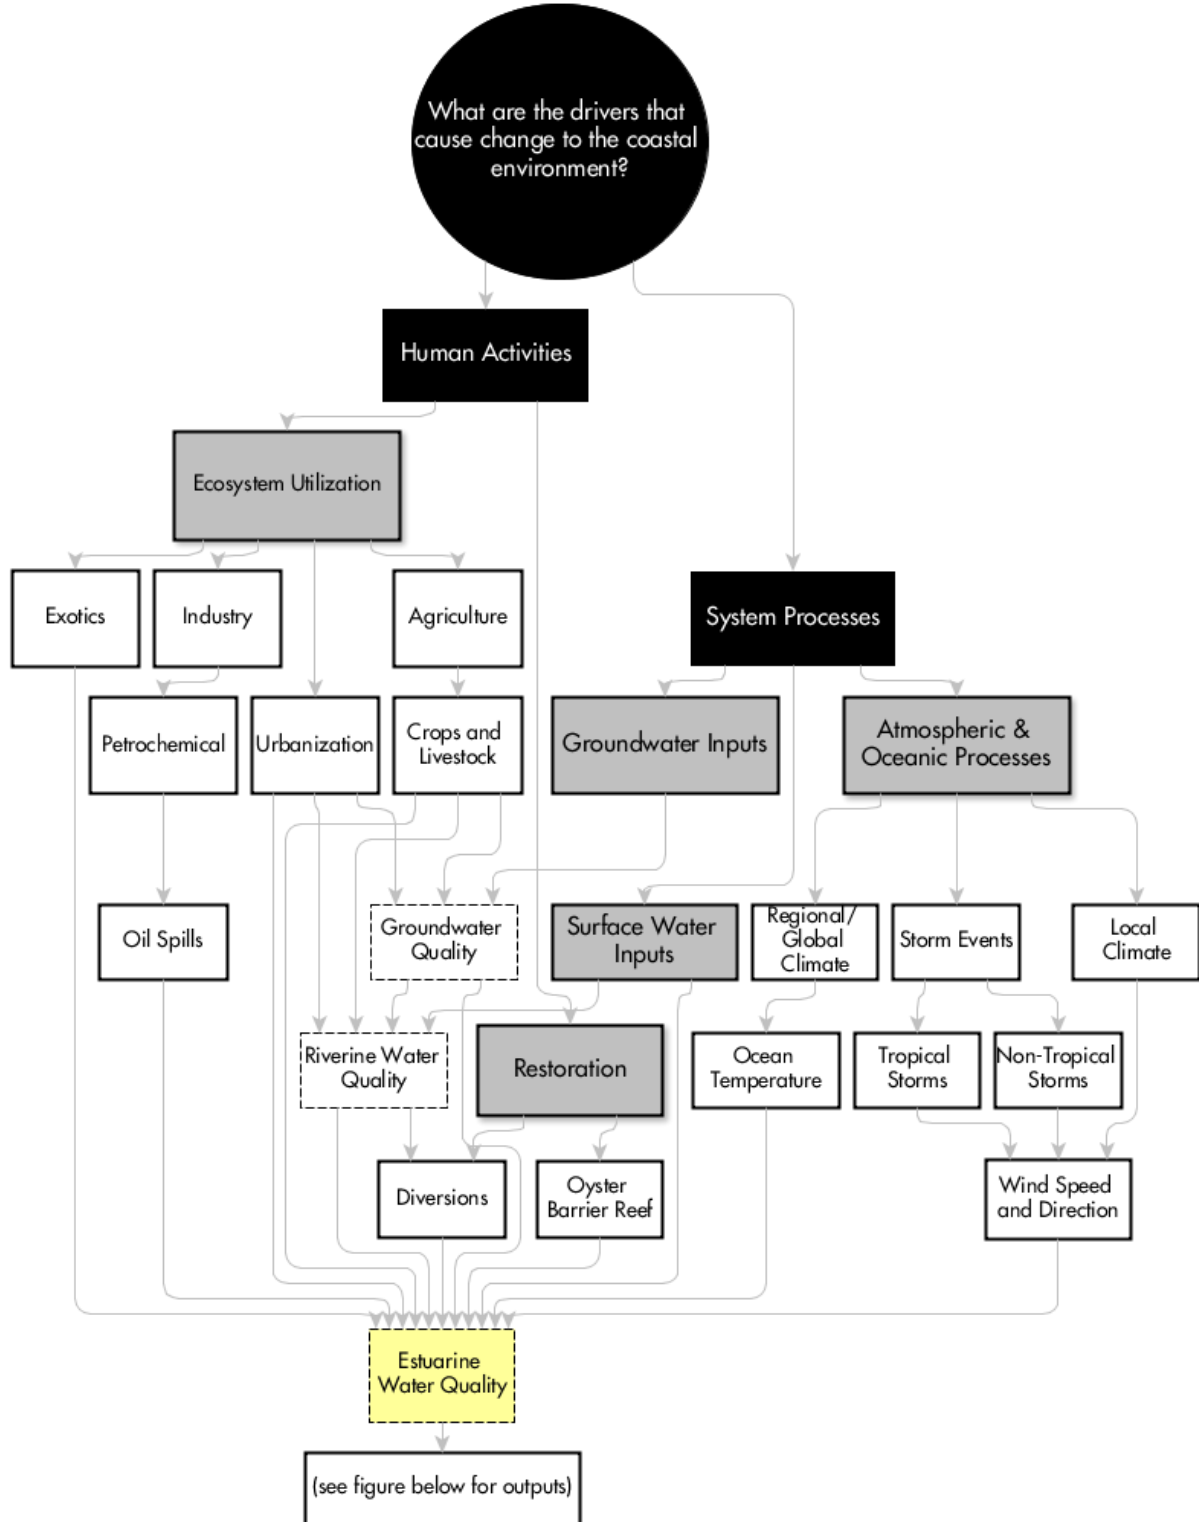 What are the drivers that
cause change to the coastal
environment?
Human Activities
Ecosystem Utilization
Exotics
Industry
Agriculture
System Processes
Petrochemical
Urbanization
Crops and
Livestock
Groundwater Inputs
Atmospheric &
Oceanic Processes
Oil Spills
Groundwater
Quality
Surface Water
Inputs
Regional/
Global
Climate
Storm Events
Local
Climate
Riverine Water
Quality
Restoration
Ocean
Temperature
Tropical
Storms
Non-Tropical
Storms
Diversions
Oyster
Barrier Reef
Wind Speed
and Direction
Estuarine
Water Quality
(see figure below for outputs)